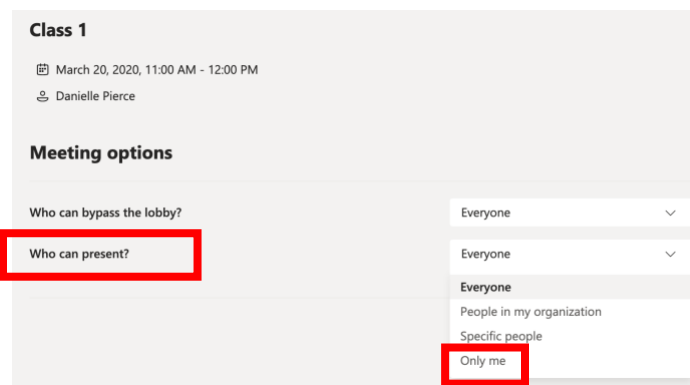 Class 1
March 20, 2020, 11:00 AM - 12:00 PM
Danielle Pierce
Meeting options
Who can bypass the lobby? Everyone
Who can present? Everyone
Everyone
People in my organization
Specific people
Only me